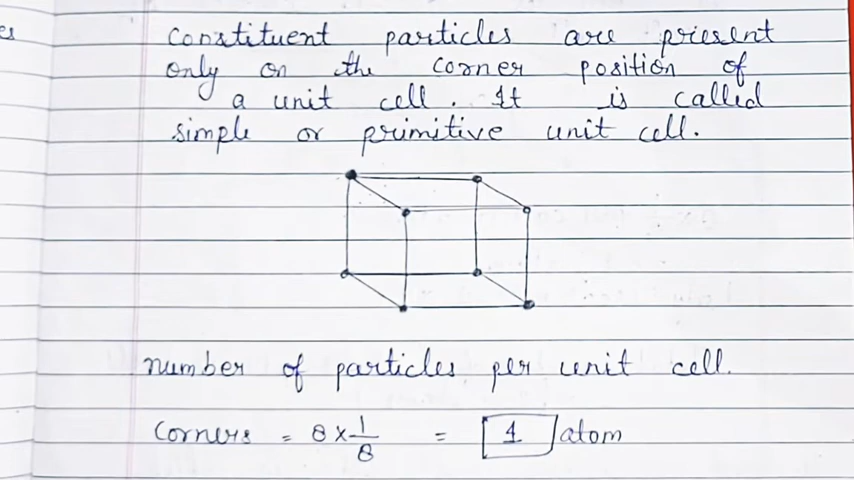 constituent particles are present
only on the corner position of
a unit cell. It is called
simple or primitive unit cell.
number of particles per unit cell.
Corners = 8 × 1/8 = 1 atom